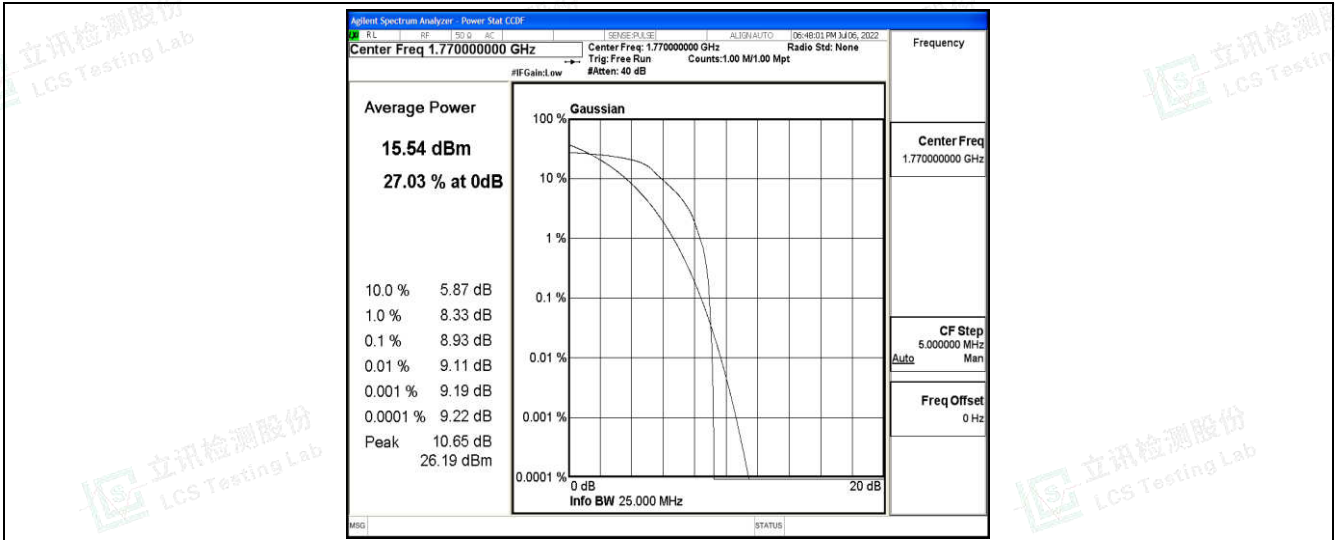 Agilent Spectrum Analyzer - Power Stat CCDF
RL RF 50 Ω AC SENSE:PULSE ALIGNAUTO 06:48:01 PM Jul 06, 2022
Center Freq 1.770000000 GHz
Center Freq: 1.770000000 GHz Radio Std: None
Trig: Free Run Counts:1.00 M/1.00 Mpt
#IFGain:Low #Atten: 40 dB
Frequency
Average Power
15.54 dBm
27.03 % at 0dB
10.0 % 5.87 dB
1.0 % 8.33 dB
0.1 % 8.93 dB
0.01 % 9.11 dB
0.001 % 9.19 dB
0.0001 % 9.22 dB
Peak 10.65 dB
26.19 dBm
Gaussian
100 %
10 %
1 %
0.1 %
0.01 %
0.001 %
0.0001 %
0 dB 20 dB
Info BW 25.000 MHz
Center Freq
1.770000000 GHz
CF Step
5.000000 MHz
Auto Man
Freq Offset
0 Hz
MSG STATUS
立讯检测股份
LCS Testing Lab
立讯检测
LCS Testin
立讯检测股份
LCS Testing Lab
立讯检测股份
LCS Testing Lab